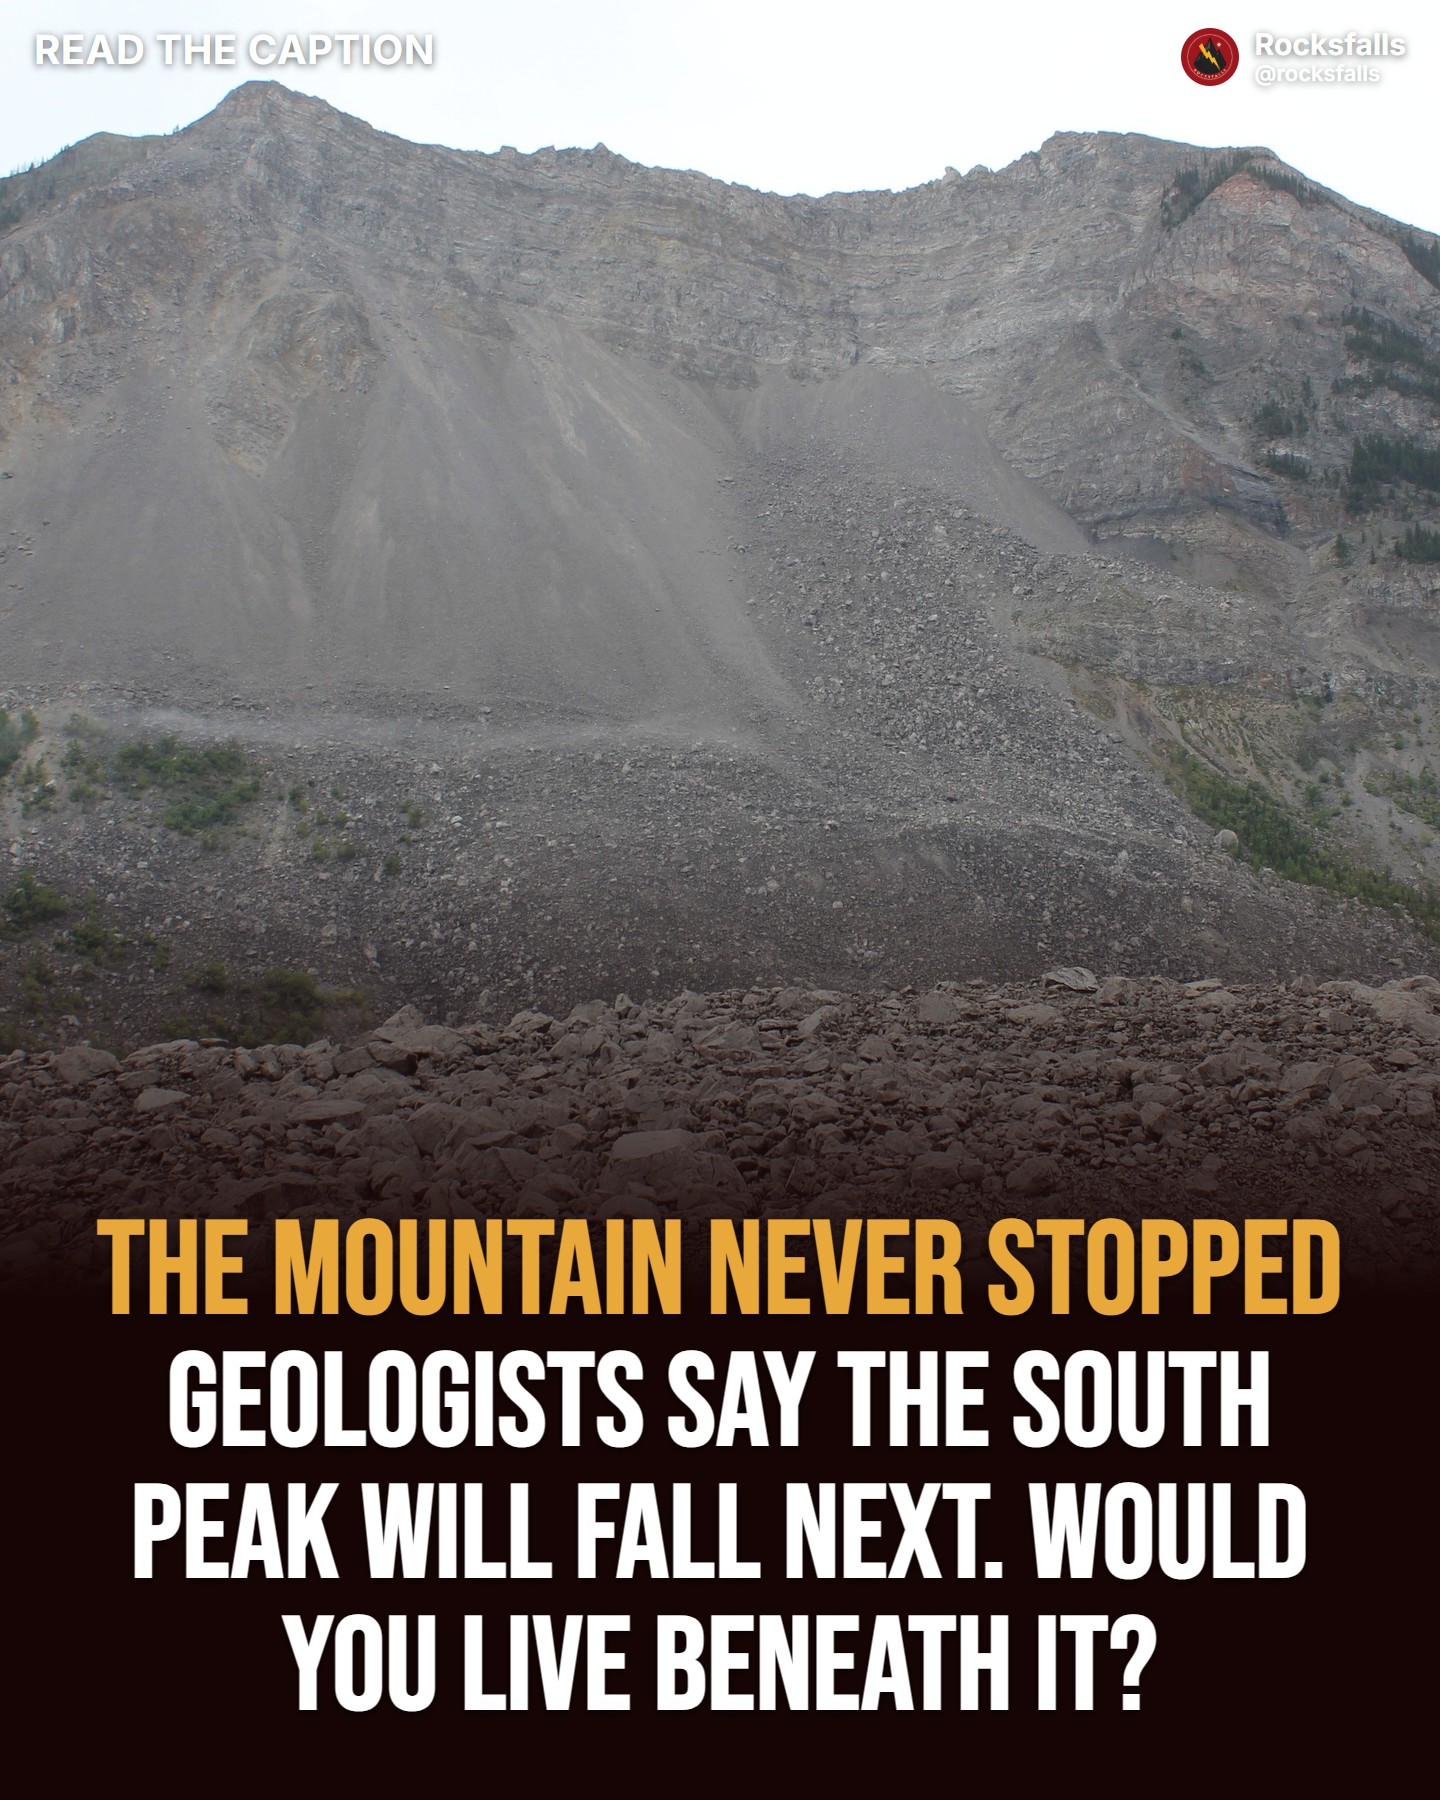 READ THE CAPTION
Rocksfalls
@rocksfalls
THE MOUNTAIN NEVER STOPPED
GEOLOGISTS SAY THE SOUTH
PEAK WILL FALL NEXT. WOULD
YOU LIVE BENEATH IT?